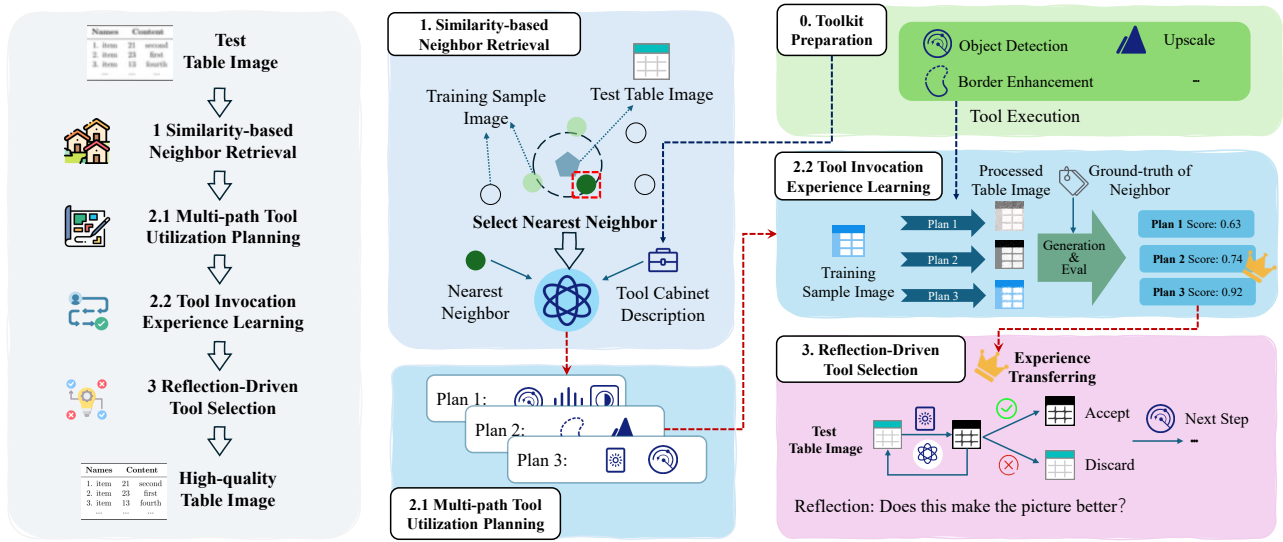 Names Content
1. item 21 second
2. item 23 first
3. item 13 fourth
... ... ...
Test
Table Image
1 Similarity-based
Neighbor Retrieval
2.1 Multi-path Tool
Utilization Planning
2.2 Tool Invocation
Experience Learning
3 Reflection-Driven
Tool Selection
Names Content
1. item 21 second
2. item 23 first
3. item 13 fourth
... ... ...
High-quality
Table Image
1. Similarity-based
Neighbor Retrieval
Training Sample
Image
Test Table Image
Select Nearest Neighbor
Nearest
Neighbor
Tool Cabinet
Description
Plan 1:
Plan 2:
Plan 3:
2.1 Multi-path Tool
Utilization Planning
0. Toolkit
Preparation
Object Detection
Upscale
Border Enhancement
...
Tool Execution
2.2 Tool Invocation
Experience Learning
Processed
Table Image
Ground-truth of
Neighbor
Training
Sample Image
Plan 1
Plan 2
Plan 3
Generation
&
Eval
Plan 1 Score: 0.63
Plan 2 Score: 0.74
Plan 3 Score: 0.92
3. Reflection-Driven
Tool Selection
Experience
Transferring
Test
Table Image
Accept
Discard
Next Step
...
Reflection: Does this make the picture better?